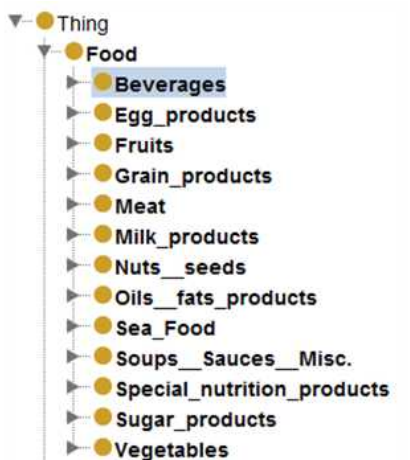 Thing
Food
Beverages
Egg_products
Fruits
Grain_products
Meat
Milk_products
Nuts__seeds
Oils__fats_products
Sea_Food
Soups__Sauces__Misc.
Special_nutrition_products
Sugar_products
Vegetables